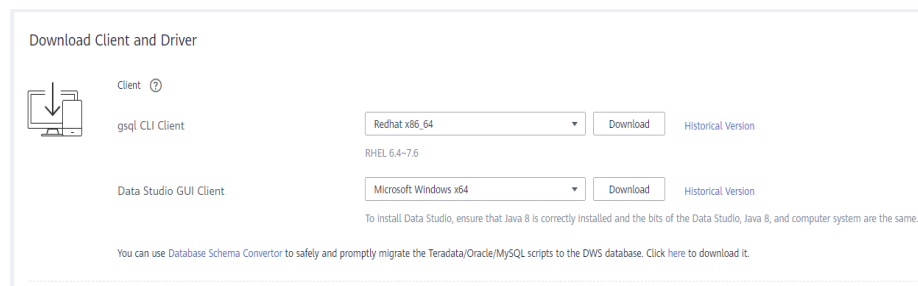 Download Client and Driver
Client ?
gsql CLI Client Redhat x86_64 Download Historical Version
RHEL 6.4~7.6
Data Studio GUI Client Microsoft Windows x64 Download Historical Version
To install Data Studio, ensure that Java 8 is correctly installed and the bits of the Data Studio, Java 8, and computer system are the same.
You can use Database Schema Convertor to safely and promptly migrate the Teradata/Oracle/MySQL scripts to the DWS database. Click here to download it.